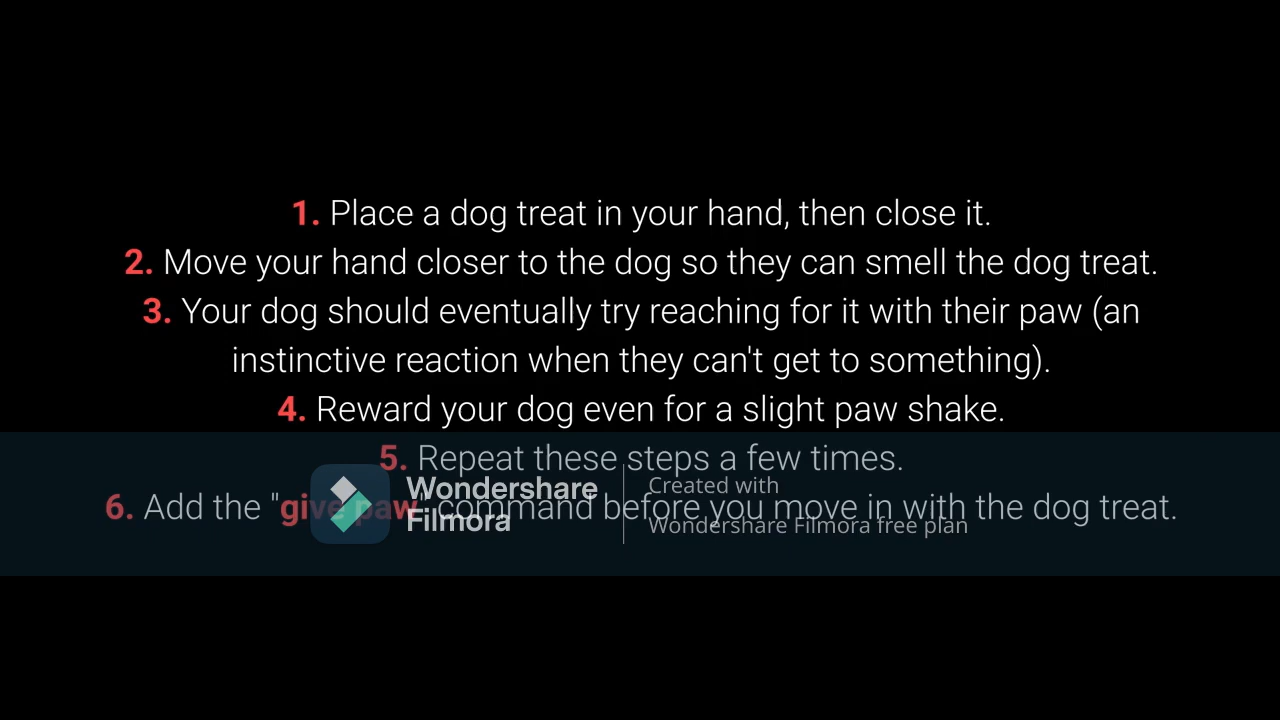 1. Place a dog treat in your hand, then close it.
2. Move your hand closer to the dog so they can smell the dog treat.
3. Your dog should eventually try reaching for it with their paw (an
instinctive reaction when they can't get to something).
4. Reward your dog even for a slight paw shake.
5. Repeat these steps a few times.
6. Add the "give paw" command before you move in with the dog treat.
Wondershare
Filmora
Created with
Wondershare Filmora free plan